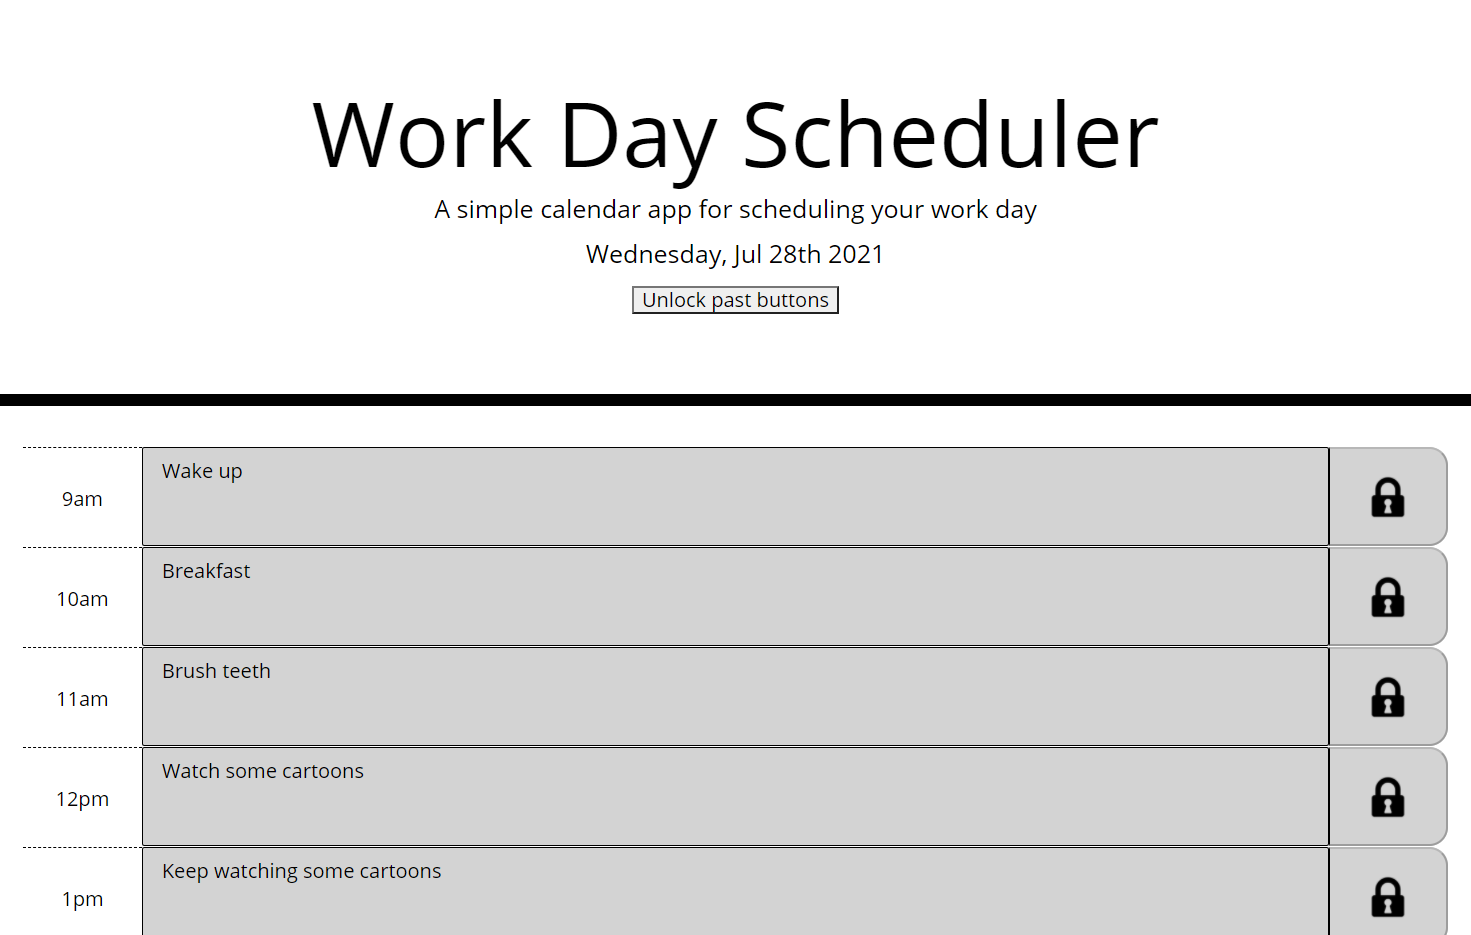 Work Day Scheduler
A simple calendar app for scheduling your work day
Wednesday, Jul 28th 2021
Unlock past buttons
9am
Wake up
10am
Breakfast
11am
Brush teeth
12pm
Watch some cartoons
1pm
Keep watching some cartoons